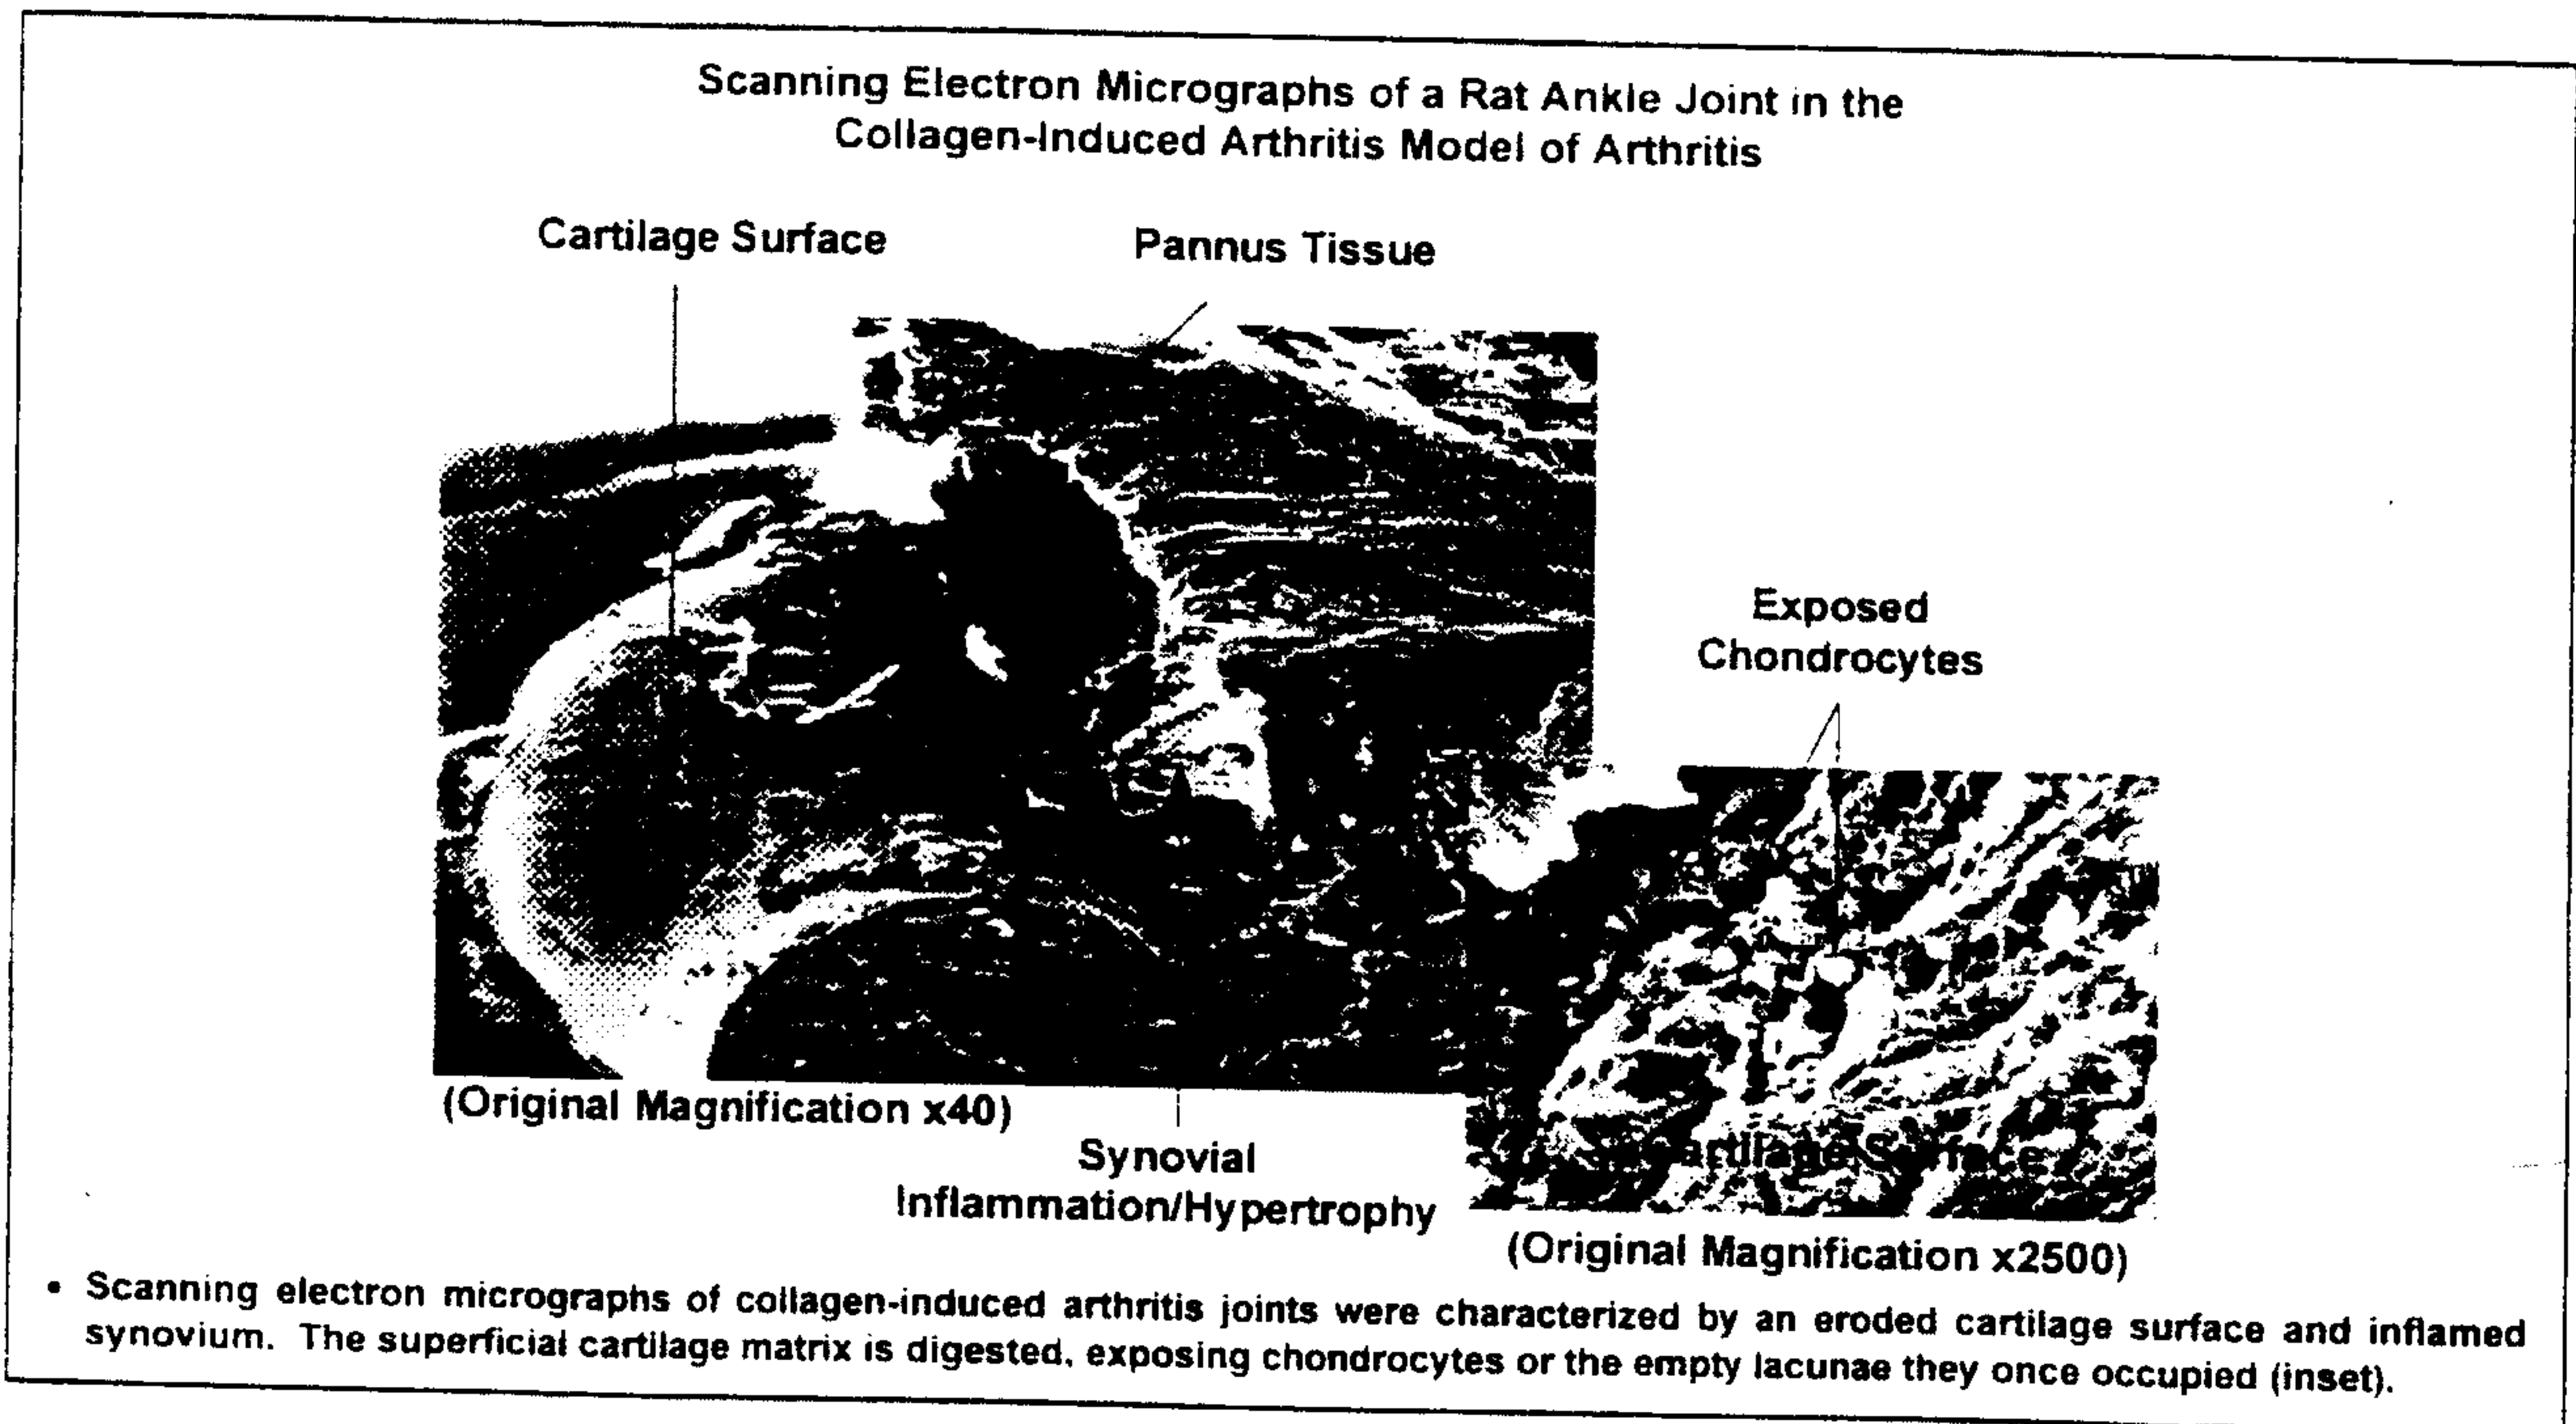 Scanning Electron Micrographs of a Rat Ankle Joint in the
Collagen-Induced Arthritis Model of Arthritis
Cartilage Surface
Pannus Tissue
Exposed
Chondrocytes
Cartilage Surface
(Original Magnification x40)
Synovial
Inflammation/Hypertrophy
(Original Magnification x2500)
• Scanning electron micrographs of collagen-induced arthritis joints were characterized by an eroded cartilage surface and inflamed
synovium. The superficial cartilage matrix is digested, exposing chondrocytes or the empty lacunae they once occupied (inset).